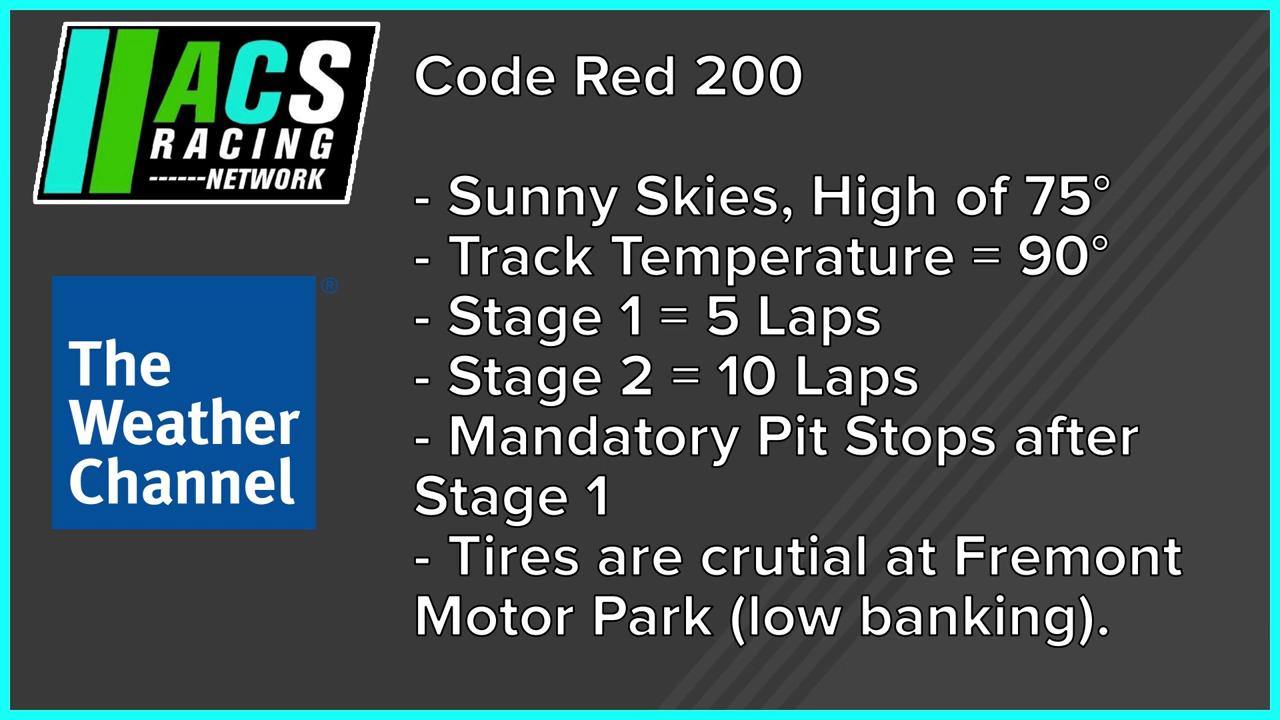 ACS
RACING
------NETWORK
The
Weather
Channel
®
Code Red 200
- Sunny Skies, High of 75°
- Track Temperature = 90°
- Stage 1 = 5 Laps
- Stage 2 = 10 Laps
- Mandatory Pit Stops after
Stage 1
- Tires are crutial at Fremont
Motor Park (low banking).